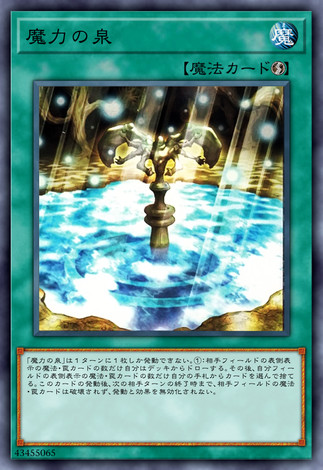 魔力の泉
魔
【魔法カード】
「魔力の泉」は1ターンに1枚しか発動できない。①:相手フィールドの表側表
示の魔法・罠カードの数だけ自分はデッキからドローする。その後、自分フィー
ルドの表側表示の魔法・罠カードの数だけ自分の手札からカードを選んで捨て
る。このカードの発動後、次の相手ターンの終了時まで、相手フィールドの魔法
・罠カードは破壊されず、発動と効果を無効化されない。
43455065